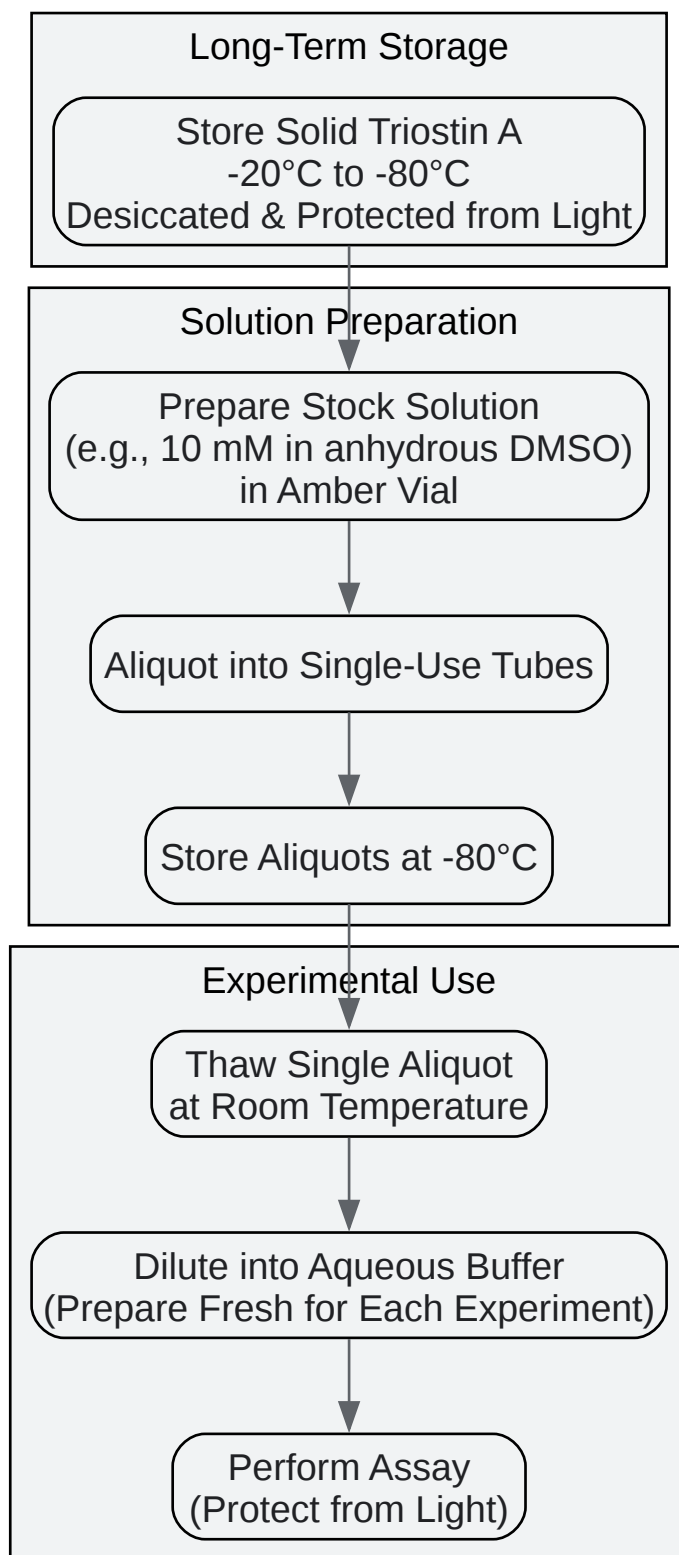 Long-Term Storage
Store Solid Triostin A
-20°C to -80°C
Desiccated & Protected from Light
Solution Preparation
Prepare Stock Solution
(e.g., 10 mM in anhydrous DMSO)
in Amber Vial
Aliquot into Single-Use Tubes
Store Aliquots at -80°C
Experimental Use
Thaw Single Aliquot
at Room Temperature
Dilute into Aqueous Buffer
(Prepare Fresh for Each Experiment)
Perform Assay
(Protect from Light)